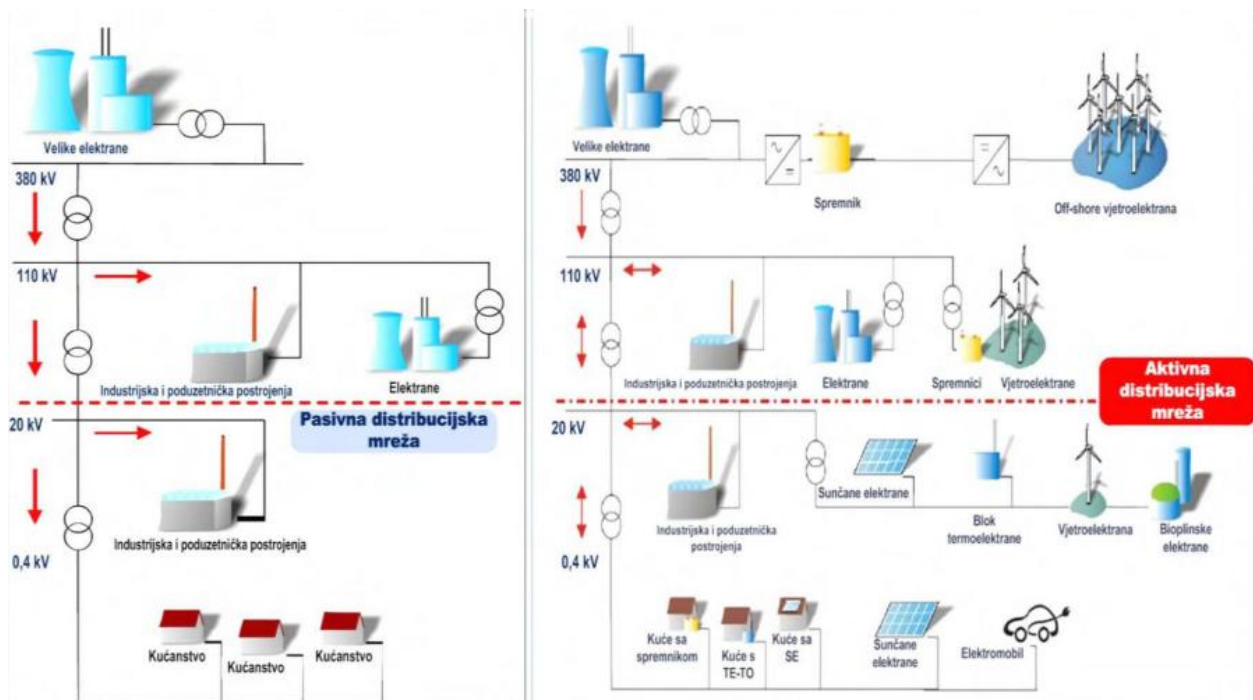 Velike elektrane
380 kV
110 kV
Industrijska i poduzetnička postrojenja
Elektrane
Pasivna distribucijska
mreža
20 kV
Industrijska i poduzetnička postrojenja
0,4 kV
Kućanstvo
Kućanstvo
Kućanstvo
Velike elektrane
380 kV
Spremnik
Off-shore vjetroelektrana
110 kV
Industrijska i poduzetnička postrojenja
Elektrane
Spremnici
Vjetroelektrane
Aktivna
distribucijska
mreža
20 kV
Industrijska i poduzetnička
postrojenja
Sunčane elektrane
Blok
termoelektrane
Vjetroelektrana
Bioplinske
elektrane
0,4 kV
Kuće sa
spremnikom
Kuće s
TE-TO
Kuće sa
SE
Sunčane
elektrane
Elektromobil